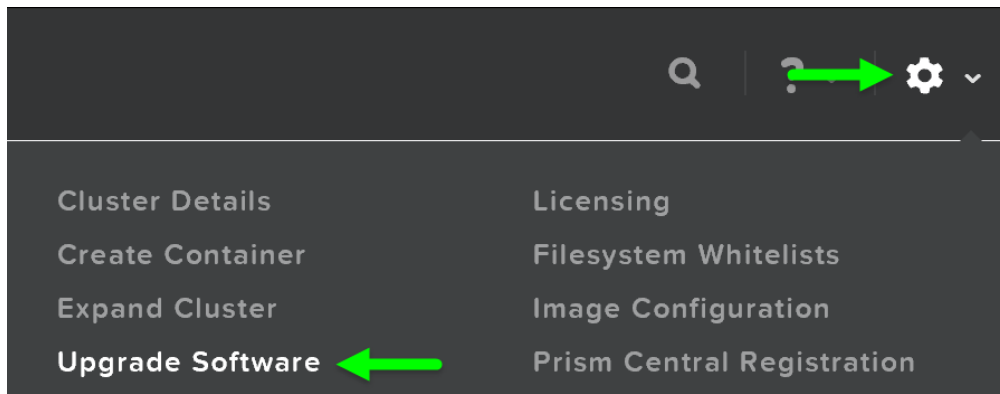 Cluster Details
Create Container
Expand Cluster
Upgrade Software
Licensing
Filesystem Whitelists
Image Configuration
Prism Central Registration